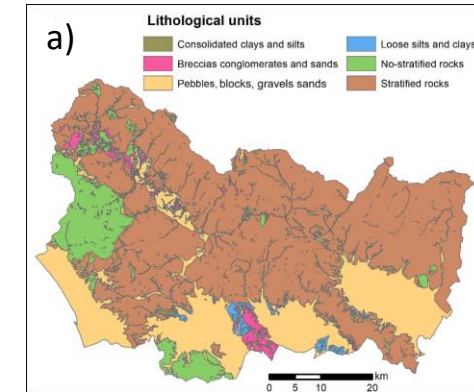 a)
Lithological units
Consolidated clays and silts
Loose silts and clays
Breccias conglomerates and sands
No-stratified rocks
Pebbles, blocks, gravels sands
Stratified rocks
km
0 10 20